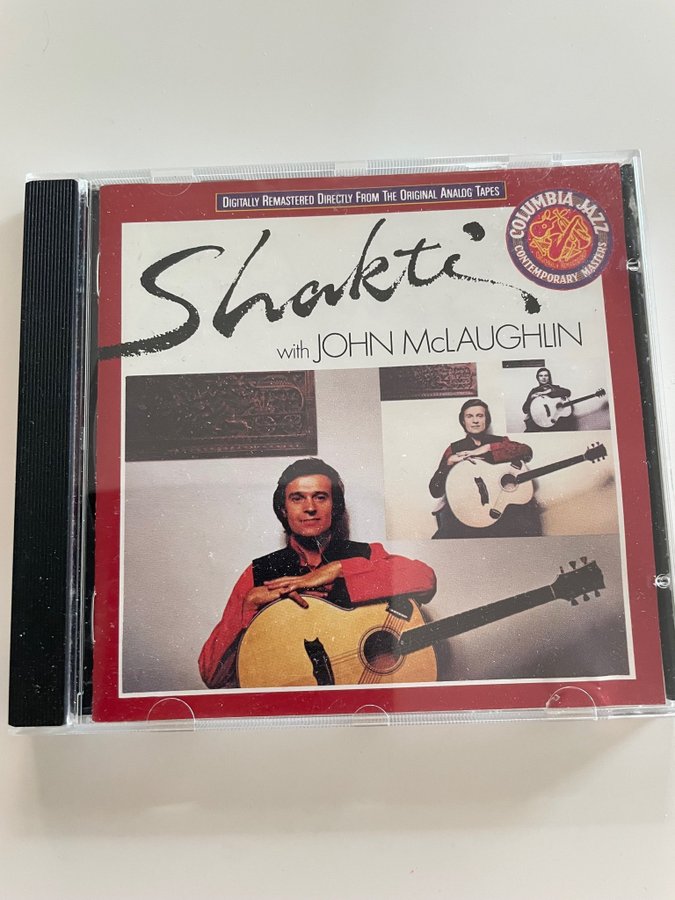 DIGITALLY REMASTERED DIRECTLY FROM THE ORIGINAL ANALOG TAPES
COLUMBIA JAZZ
CONTEMPORARY MASTERS
Shakti
with JOHN McLAUGHLIN